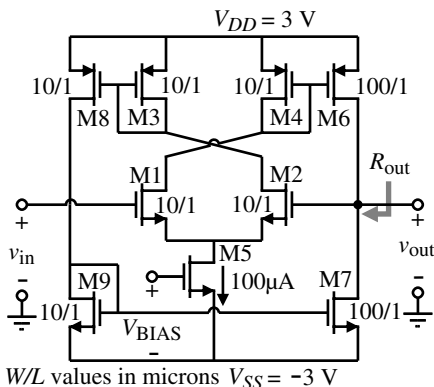 V_DD = 3 V
10/1
10/1
10/1
100/1
M8
M3
M4
M6
M1
M2
R_out
10/1
10/1
+
+
v_in
M5
v_out
100μA
-
-
M9
+
M7
10/1
V_BIAS
100/1
-
W/L values in microns V_SS = −3 V